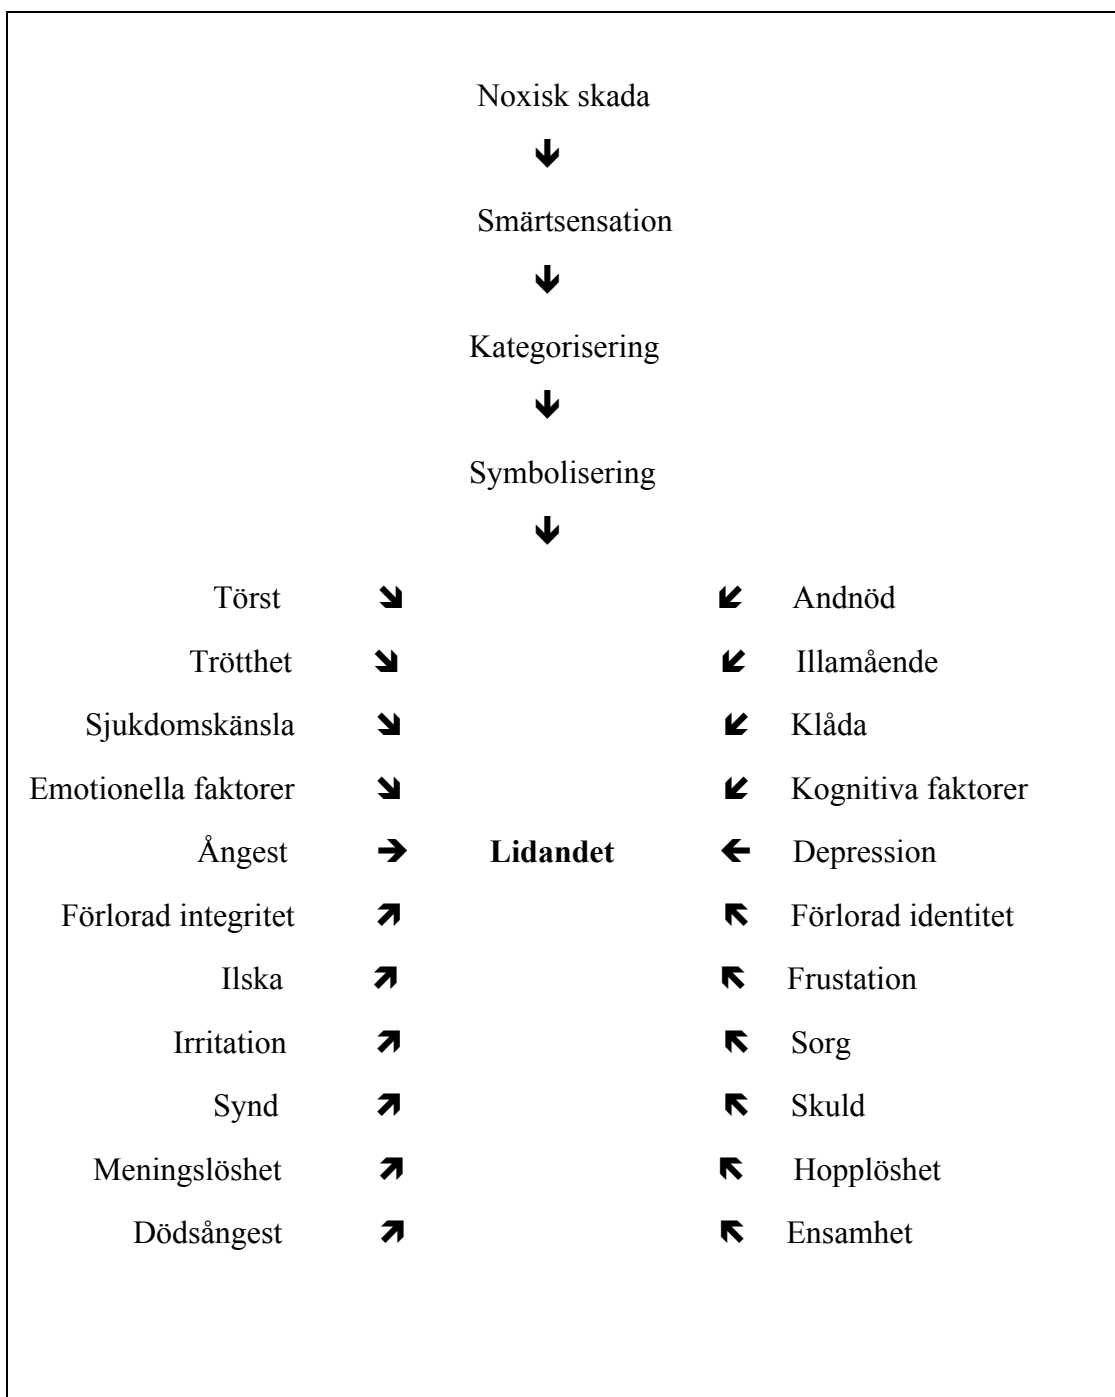 Noxisk skada
🡻
Smärtsensation
🡻
Kategorisering
🡻
Symbolisering
🡻
Törst 🡾 🡿 Andnöd
Trötthet 🡾 🡿 Illamående
Sjukdomskänsla 🡾 🡿 Klåda
Emotionella faktorer 🡾 🡿 Kognitiva faktorer
Ångest 🡺 Lidandet 🡸 Depression
Förlorad integritet 🡽 🡼 Förlorad identitet
Ilska 🡽 🡼 Frustation
Irritation 🡽 🡼 Sorg
Synd 🡽 🡼 Skuld
Meningslöshet 🡽 🡼 Hopplöshet
Dödsångest 🡽 🡼 Ensamhet